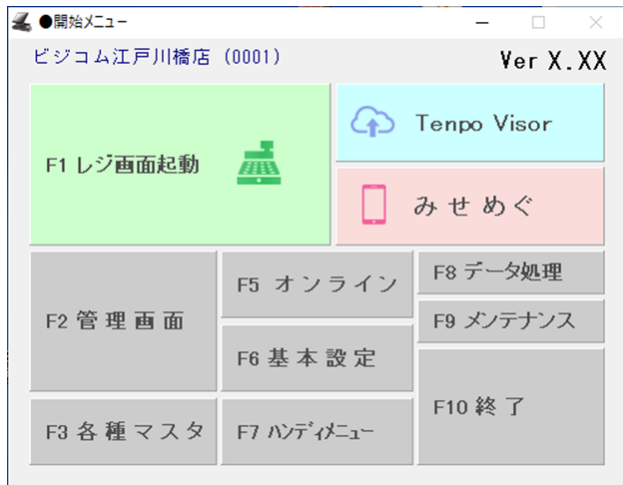 ●開始メニュー
ビジコム江戸川橋店 (0001)
Ver X.XX
F1 レジ画面起動
Tenpo Visor
みせめぐ
F2 管理画面
F5 オンライン
F8 データ処理
F9 メンテナンス
F6 基本設定
F10 終了
F3 各種マスタ
F7 ハンディメニュー